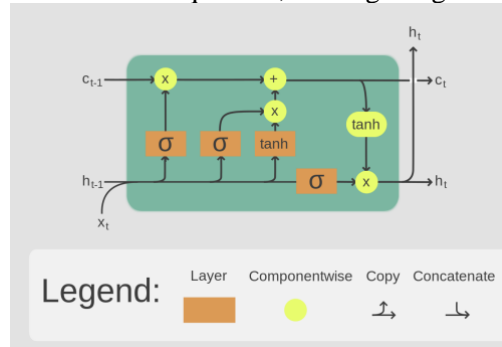 h_t
c_{t-1} x + c_t
x
tanh
σ σ tanh
σ
h_{t-1} x h_t
x_t
Legend:
Layer Componentwise Copy Concatenate